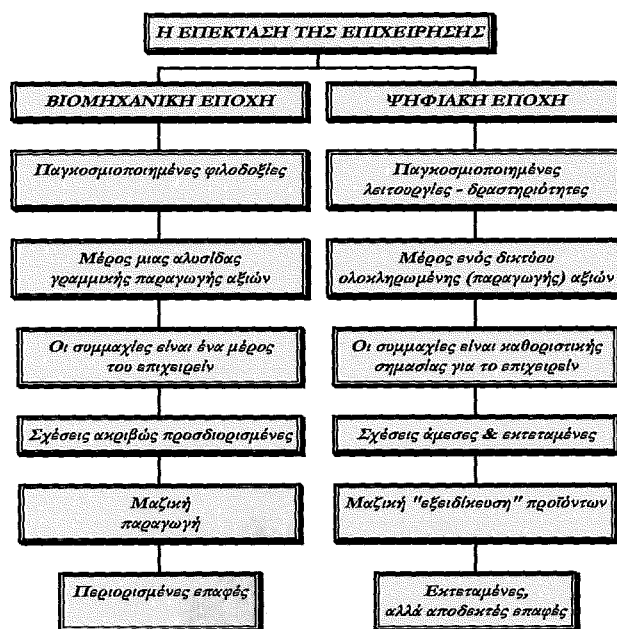 Η ΕΠΕΚΤΑΣΗ ΤΗΣ ΕΠΙΧΕΙΡΗΣΗΣ
ΒΙΟΜΗΧΑΝΙΚΗ ΕΠΟΧΗ
Παγκοσμιοποιημένες φιλοδοξίες
Μέρος μιας αλυσίδας
γραμμικής παραγωγής αξιών
Οι συμμαχίες είναι ένα μέρος
του επιχειρείν
Σχέσεις ακριβώς προσδιορισμένες
Μαζική
παραγωγή
Περιορισμένες επαφές
ΨΗΦΙΑΚΗ ΕΠΟΧΗ
Παγκοσμιοποιημένες
λειτουργίες - δραστηριότητες
Μέρος ενός δικτύου
ολοκληρωμένης (παραγωγής) αξιών
Οι συμμαχίες είναι καθοριστικής
σημασίας για το επιχειρείν
Σχέσεις άμεσες & εκτεταμένες
Μαζική "εξειδίκευση" προϊόντων
Εκτεταμένες,
αλλά αποδεκτές επαφές